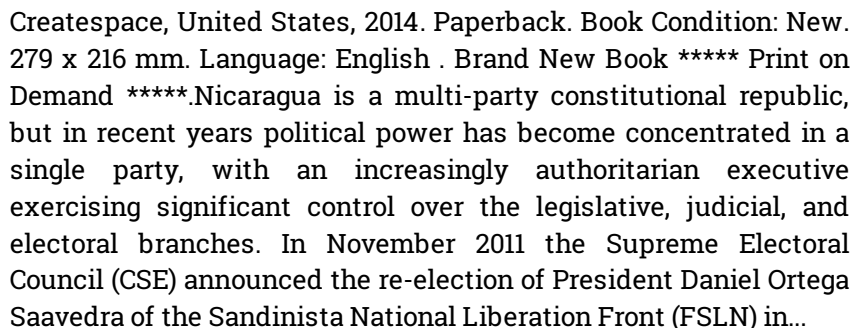 Createspace, United States, 2014. Paperback. Book Condition: New.
279 x 216 mm. Language: English . Brand New Book ***** Print on
Demand *****.Nicaragua is a multi-party constitutional republic,
but in recent years political power has become concentrated in a
single party, with an increasingly authoritarian executive
exercising significant control over the legislative, judicial, and
electoral branches. In November 2011 the Supreme Electoral
Council (CSE) announced the re-election of President Daniel Ortega
Saavedra of the Sandinista National Liberation Front (FSLN) in...